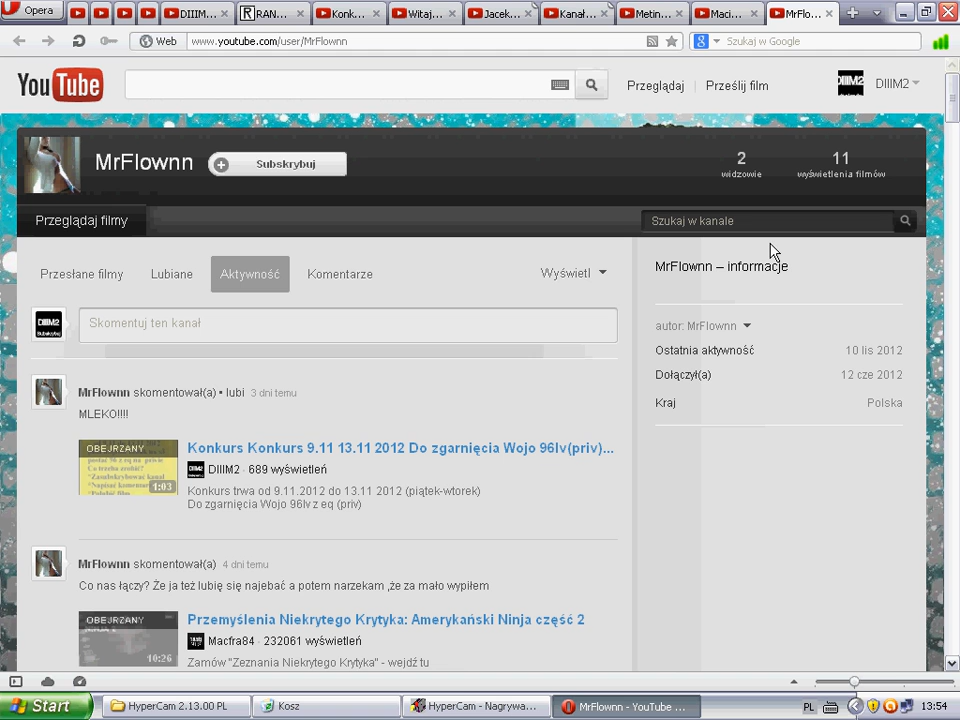 Opera
DIIIM...
RAN...
Konk...
Witaj...
Jacek...
Kanał...
Metin...
Maci...
MrFlo...
Web
www.youtube.com/user/MrFlownn
Szukaj w Google
YouTube
Przeglądaj
Prześlij film
DIIIM2
DIIIM2
MrFlownn
Subskrybuj
2
widzowie
11
wyświetlenia filmów
Przeglądaj filmy
Szukaj w kanale
Przesłane filmy
Lubiane
Aktywność
Komentarze
Wyświetl
MrFlownn – informacje
DIIIM2
Subskrybuj
Skomentuj ten kanał
autor: MrFlownn
Ostatnia aktywność
10 lis 2012
Dołączył(a)
12 cze 2012
Kraj
Polska
MrFlownn skomentował(a) • lubi 3 dni temu
MLEKO!!!!
OBEJRZANY
1:03
Konkurs Konkurs 9.11 13.11 2012 Do zgarnięcia Wojo 96lv(priv)...
DIIIM2 · 689 wyświetleń
Konkurs trwa od 9.11.2012 do 13.11.2012 (piątek-wtorek)
Do zgarnięcia Wojo 96lv z eq (priv)
MrFlownn skomentował(a) 4 dni temu
Co nas łączy? Że ja też lubię się najebać a potem narzekam ,że za mało wypiłem
OBEJRZANY
10:26
Przemyślenia Niekrytego Krytyka: Amerykański Ninja część 2
Macfra84 · 232061 wyświetleń
Zamów "Zeznania Niekrytego Krytyka" - wejdź tu
Start
HyperCam 2.13.00 PL
Kosz
HyperCam - Nagrywa...
MrFlownn - YouTube ...
PL
13:54